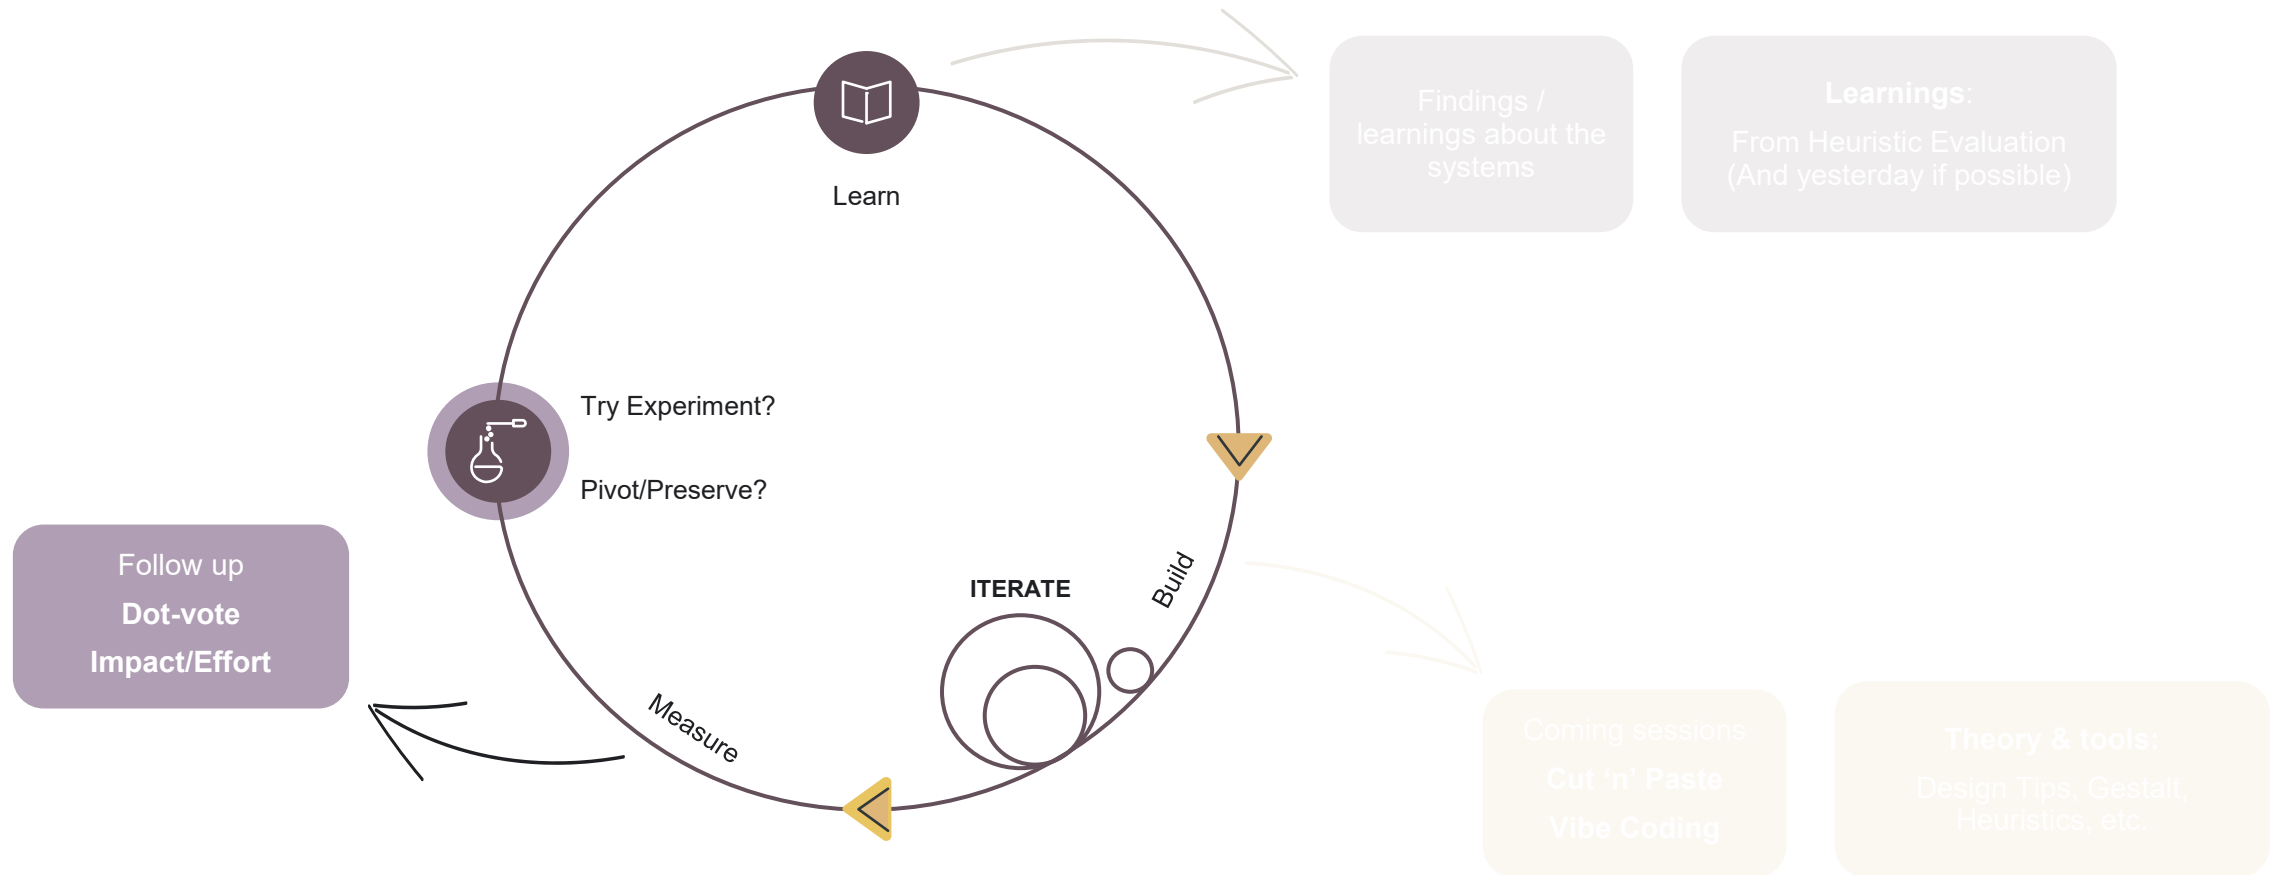 Findings /
learnings about the
systems
Learnings:
From Heuristic Evaluation
(And yesterday if possible)
Learn
Try Experiment?
Pivot/Preserve?
Follow up
Dot-vote
Impact/Effort
ITERATE
Build
Measure
Coming sessions
Cut ‘n’ Paste
Vibe Coding
Theory & tools:
Design Tips, Gestalt,
Heuristics, etc.